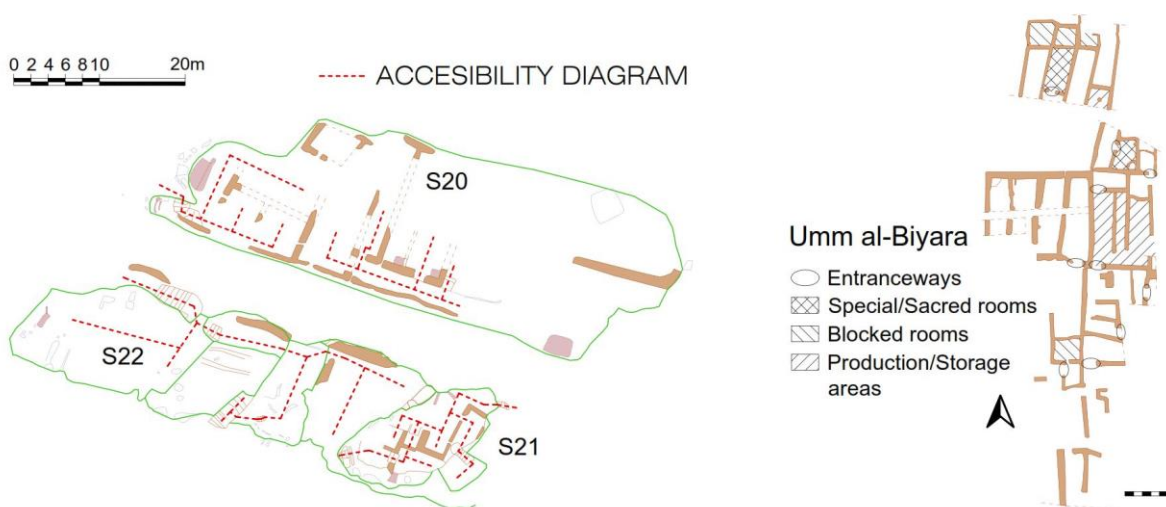 0 2 4 6 8 10 20m
ACCESIBILITY DIAGRAM
S20
S22
S21
Umm al-Biyara
Entranceways
Special/Sacred rooms
Blocked rooms
Production/Storage
areas